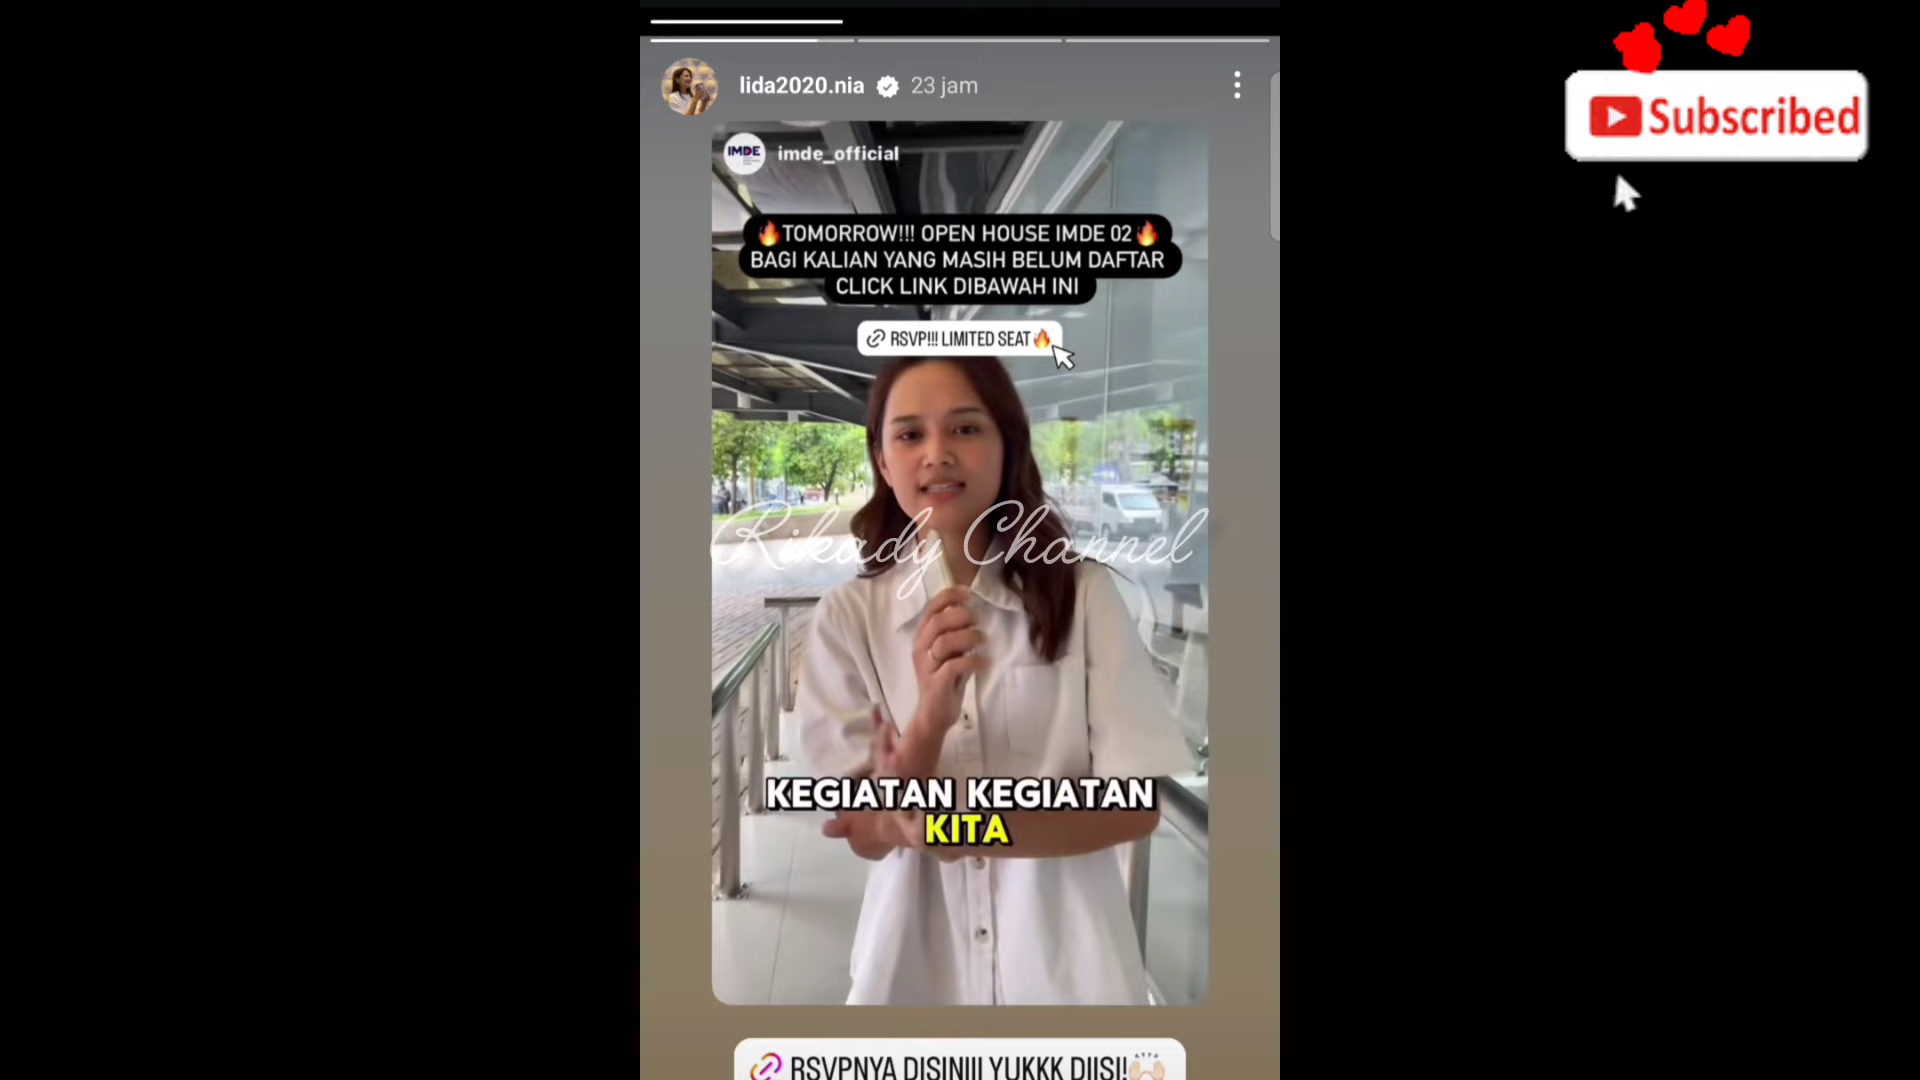 lida2020.nia 23 jam
Subscribed
IMDE
imde_official
🔥TOMORROW!!! OPEN HOUSE IMDE 02🔥
BAGI KALIAN YANG MASIH BELUM DAFTAR
CLICK LINK DIBAWAH INI
RSVP!!! LIMITED SEAT🔥
Rikady Channel
KEGIATAN KEGIATAN
KITA
RSVPNYA DISINIII YUKKK DIISI!🙌🏻